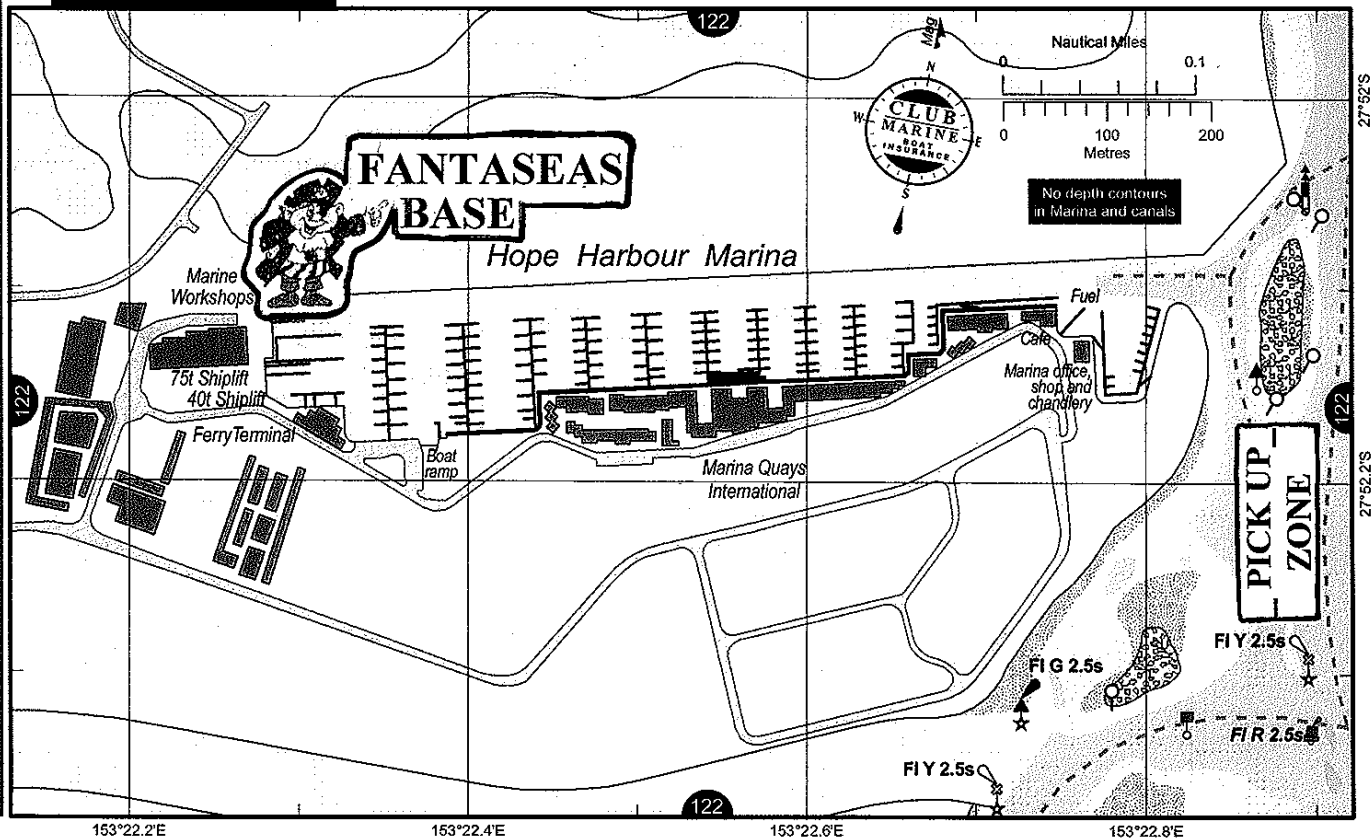 122
Mag
Nautical Miles
0 0.1
N
W
E
S
CLUB
MARINE
BOAT
INSURANCE
0 100 200
Metres
27°52'S
No depth contours
in Marina and canals
FANTASEAS
BASE
Hope Harbour Marina
Marine
Workshops
Fuel
Cafe
75t Shiplift
40t Shiplift
Marina office,
shop and
chandlery
122
122
Ferry Terminal
Boat
ramp
Marina Quays
International
PICK UP
ZONE
27°52.2'S
Fl Y 2.5s
Fl G 2.5s
Fl R 2.5s
Fl Y 2.5s
122
153°22.2'E
153°22.4'E
153°22.6'E
153°22.8'E